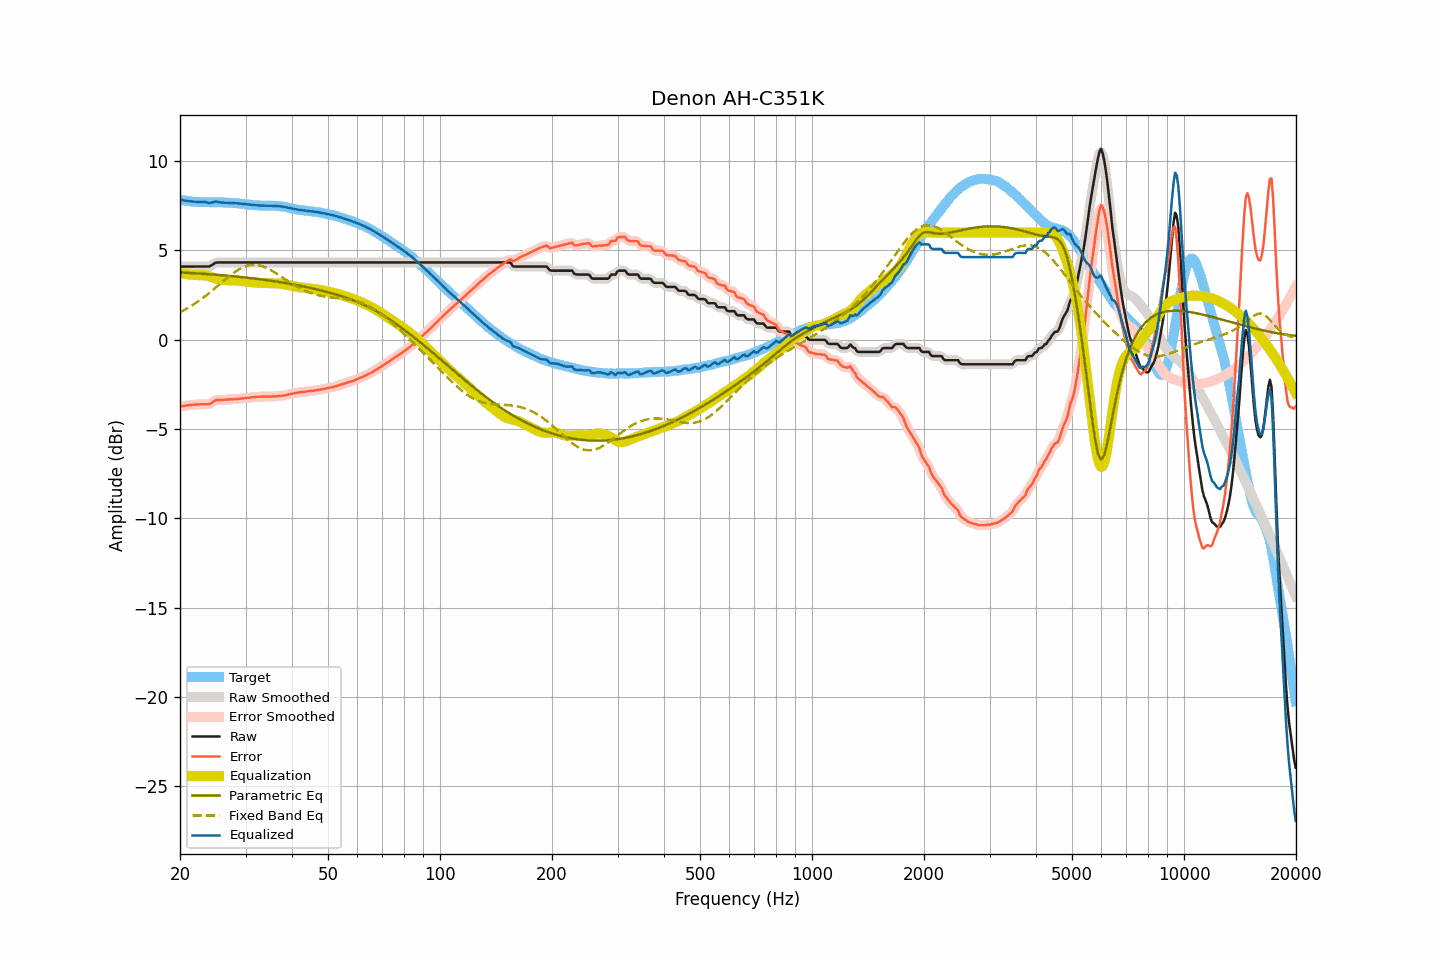 Denon AH-C351K
Amplitude (dBr)
10
5
0
−5
−10
−15
−20
−25
Target
Raw Smoothed
Error Smoothed
Raw
Error
Equalization
Parametric Eq
Fixed Band Eq
Equalized
20 50 100 200 500 1000 2000 5000 10000 20000
Frequency (Hz)